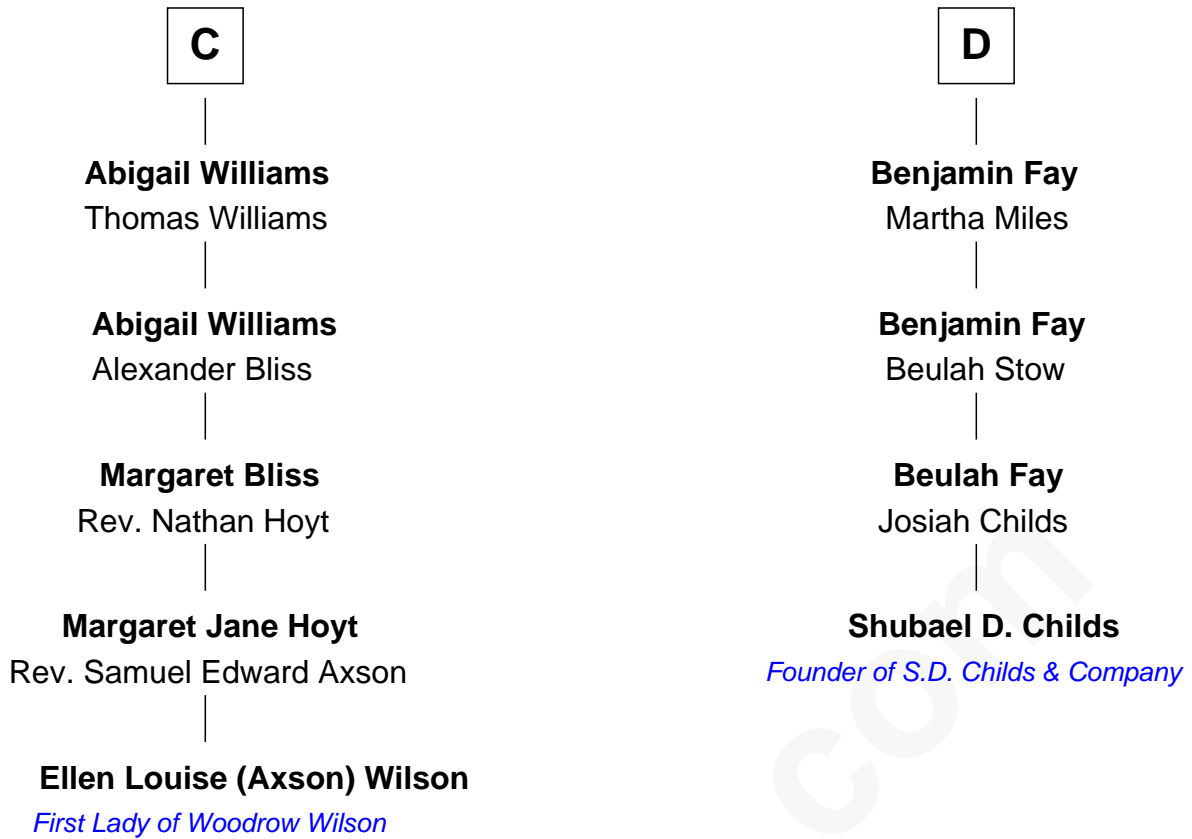 C
Abigail Williams
Thomas Williams
Abigail Williams
Alexander Bliss
Margaret Bliss
Rev. Nathan Hoyt
Margaret Jane Hoyt
Rev. Samuel Edward Axson
Ellen Louise (Axson) Wilson
First Lady of Woodrow Wilson
D
Benjamin Fay
Martha Miles
Benjamin Fay
Beulah Stow
Beulah Fay
Josiah Childs
Shubael D. Childs
Founder of S.D. Childs & Company
com